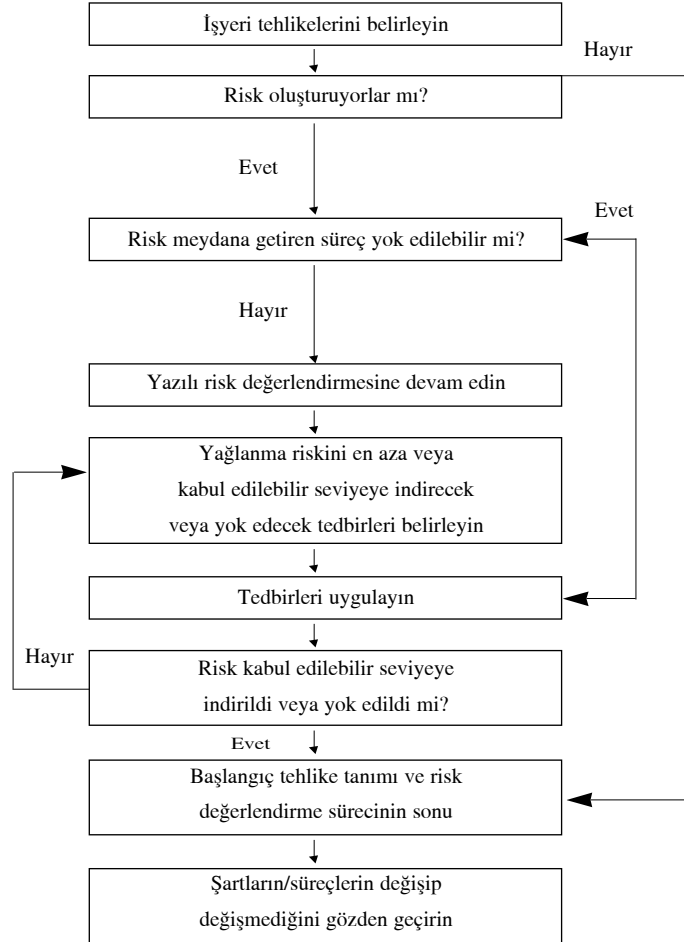 İşyeri tehlikelerini belirleyin
Hayır
Risk oluşturuyorlar mı?
Evet
Evet
Risk meydana getiren süreç yok edilebilir mi?
Hayır
Yazılı risk değerlendirmesine devam edin
Yağlanma riskini en aza veya
kabul edilebilir seviyeye indirecek
veya yok edecek tedbirleri belirleyin
Tedbirleri uygulayın
Hayır
Risk kabul edilebilir seviyeye
indirildi veya yok edildi mi?
Evet
Başlangıç tehlike tanımı ve risk
değerlendirme sürecinin sonu
Şartların/süreçlerin değişip
değişmediğini gözden geçirin